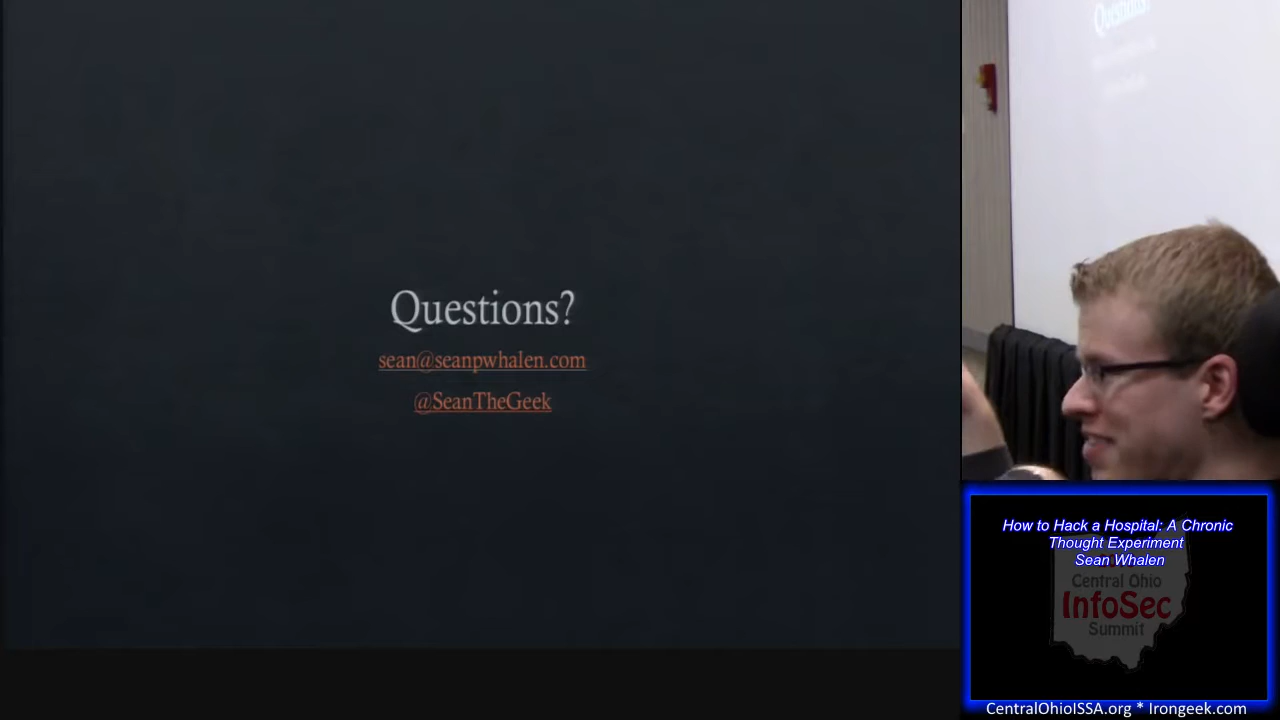 Questions?
sean@seanpwhalen.com
@SeanTheGeek
Questions?
How to Hack a Hospital: A Chronic
Thought Experiment
Sean Whalen
Central Ohio
InfoSec
Summit
CentralOhioISSA.org * Irongeek.com